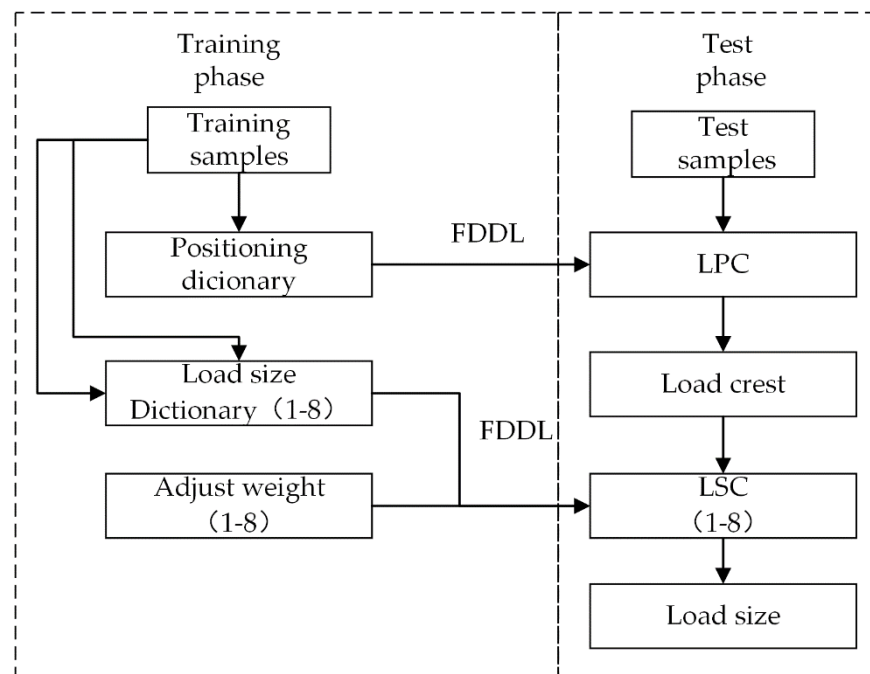 Training
phase
Training
samples
Positioning
dicionary
FDDL
Load size
Dictionary（1-8）
FDDL
Adjust weight
（1-8）
Test
phase
Test
samples
LPC
Load crest
LSC
（1-8）
Load size